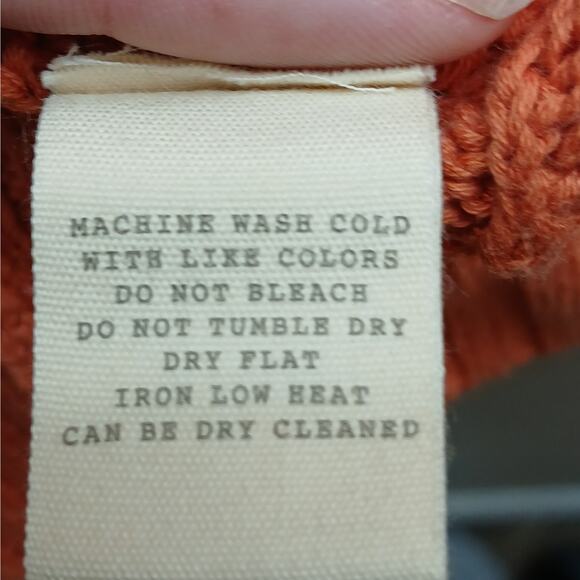 MACHINE WASH COLD
WITH LIKE COLORS
DO NOT BLEACH
DO NOT TUMBLE DRY
DRY FLAT
IRON LOW HEAT
CAN BE DRY CLEANED